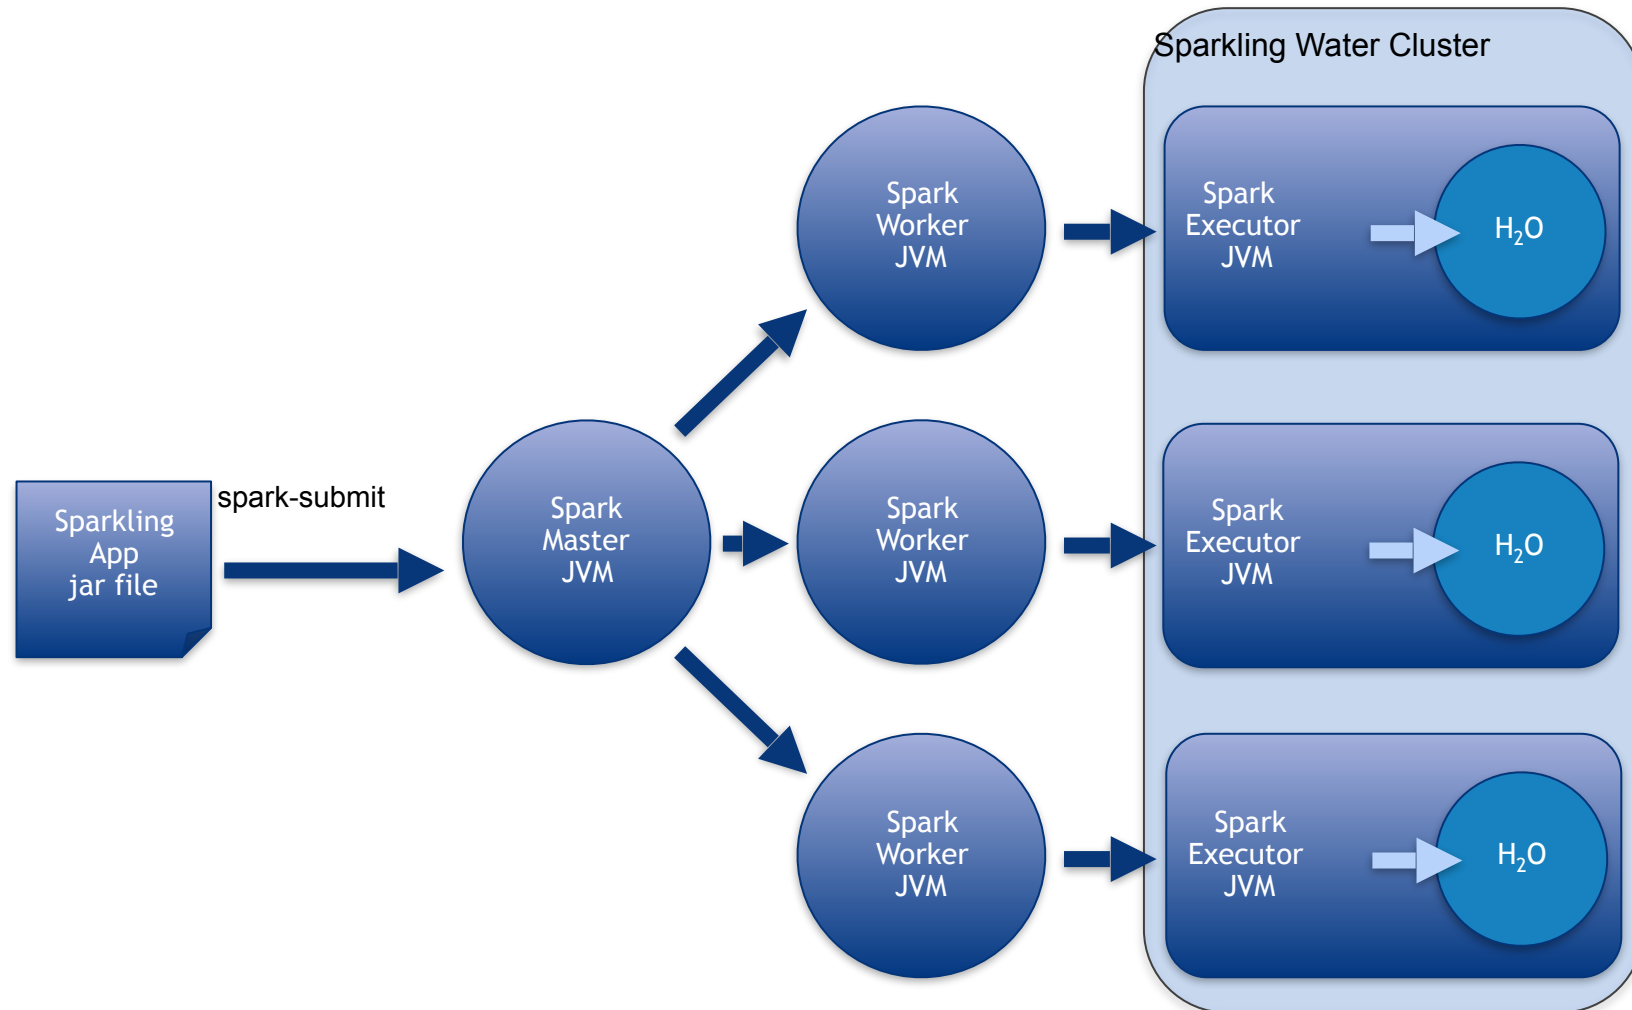 Sparkling Water Cluster
Spark
Worker
JVM
Spark
Executor
JVM
H₂O
Sparkling
App
jar file
spark-submit
Spark
Master
JVM
Spark
Worker
JVM
Spark
Executor
JVM
H₂O
Spark
Worker
JVM
Spark
Executor
JVM
H₂O